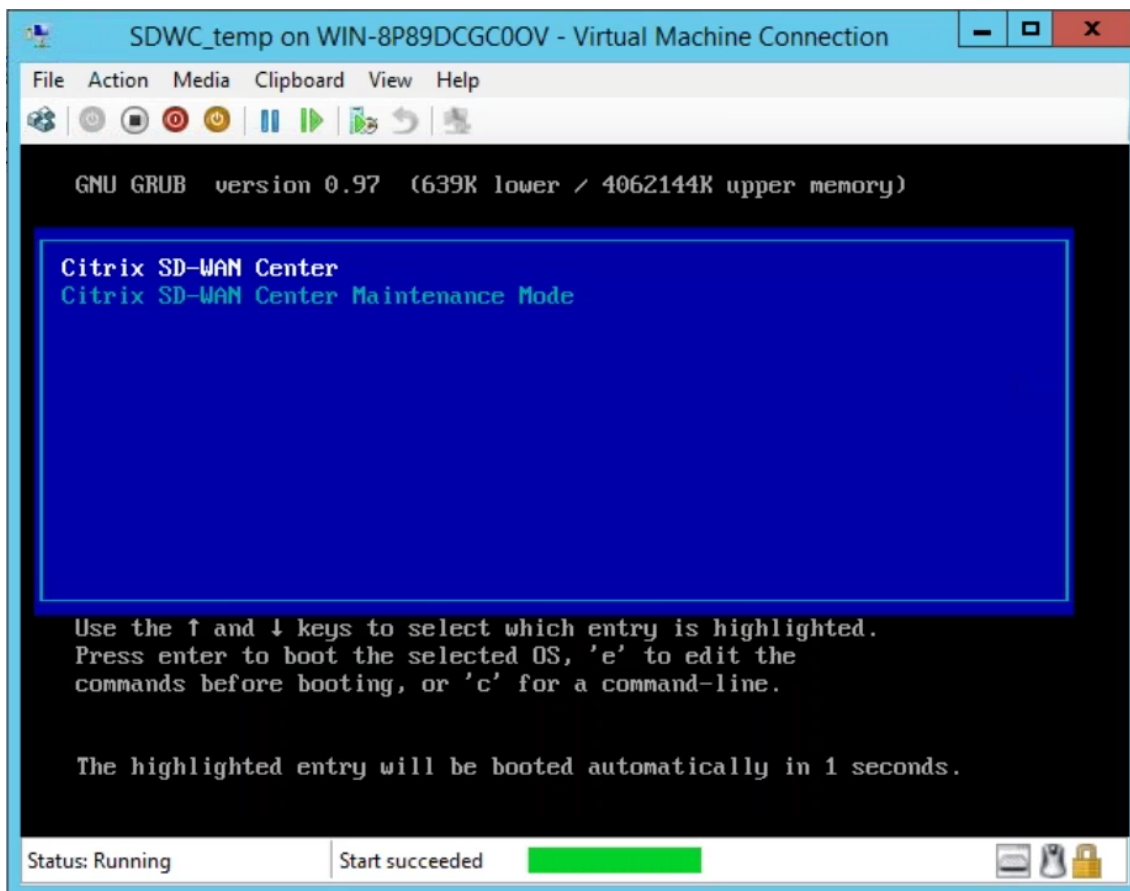 SDWC_temp on WIN-8P89DCGC0OV - Virtual Machine Connection
File Action Media Clipboard View Help
GNU GRUB version 0.97 (639K lower / 4062144K upper memory)
Citrix SD-WAN Center
Citrix SD-WAN Center Maintenance Mode
Use the ↑ and ↓ keys to select which entry is highlighted.
Press enter to boot the selected OS, 'e' to edit the
commands before booting, or 'c' for a command-line.
The highlighted entry will be booted automatically in 1 seconds.
Status: Running Start succeeded